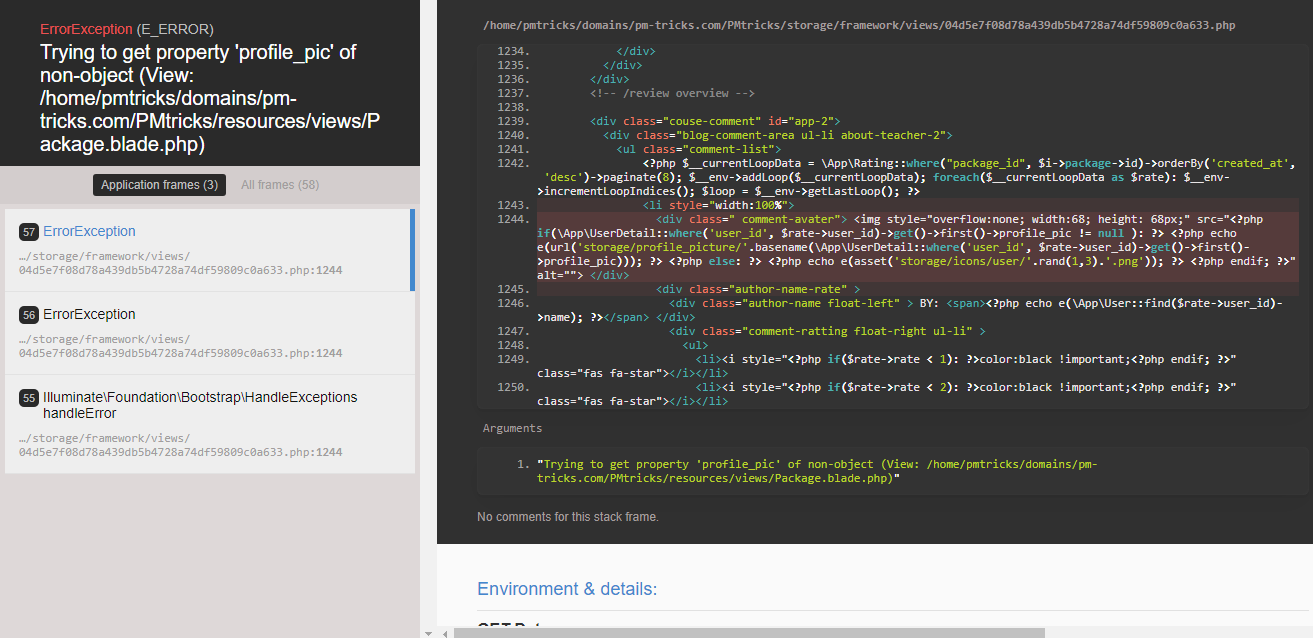 ErrorException (E_ERROR)
Trying to get property 'profile_pic' of
non-object (View:
/home/pmtricks/domains/pm-
tricks.com/PMtricks/resources/views/P
ackage.blade.php)
Application frames (3) All frames (58)
57 ErrorException
…/storage/framework/views/
04d5e7f08d78a439db5b4728a74df59809c0a633.php:1244
56 ErrorException
…/storage/framework/views/
04d5e7f08d78a439db5b4728a74df59809c0a633.php:1244
55 Illuminate\Foundation\Bootstrap\HandleExceptions
handleError
…/storage/framework/views/
04d5e7f08d78a439db5b4728a74df59809c0a633.php:1244
/home/pmtricks/domains/pm-tricks.com/PMtricks/storage/framework/views/04d5e7f08d78a439db5b4728a74df59809c0a633.php
1234. </div>
1235. </div>
1236. </div>
1237. <!-- /review overview -->
1238.
1239. <div class="couse-comment" id="app-2">
1240. <div class="blog-comment-area ul-li about-teacher-2">
1241. <ul class="comment-list">
1242. <?php $__currentLoopData = \App\Rating::where("package_id", $i->package->id)->orderBy('created_at',
'desc')->paginate(8); $__env->addLoop($__currentLoopData); foreach($__currentLoopData as $rate): $__env-
>incrementLoopIndices(); $loop = $__env->getLastLoop(); ?>
1243. <li style="width:100%">
1244. <div class=" comment-avater"> <img style="overflow:none; width:68; height: 68px;" src="<?php
if(\App\UserDetail::where('user_id', $rate->user_id)->get()->first()->profile_pic != null ): ?> <?php echo
e(url('storage/profile_picture/'.basename(\App\UserDetail::where('user_id', $rate->user_id)->get()->first()-
>profile_pic))); ?> <?php else: ?> <?php echo e(asset('storage/icons/user/'.rand(1,3).'.png')); ?> <?php endif; ?>"
alt=""> </div>
1245. <div class="author-name-rate" >
1246. <div class="author-name float-left" > BY: <span><?php echo e(\App\User::find($rate->user_id)-
>name); ?></span> </div>
1247. <div class="comment-ratting float-right ul-li" >
1248. <ul>
1249. <li><i style="<?php if($rate->rate < 1): ?>color:black !important;<?php endif; ?>"
class="fas fa-star"></i></li>
1250. <li><i style="<?php if($rate->rate < 2): ?>color:black !important;<?php endif; ?>"
class="fas fa-star"></i></li>
Arguments
1. "Trying to get property 'profile_pic' of non-object (View: /home/pmtricks/domains/pm-
tricks.com/PMtricks/resources/views/Package.blade.php)"
No comments for this stack frame.
Environment & details: